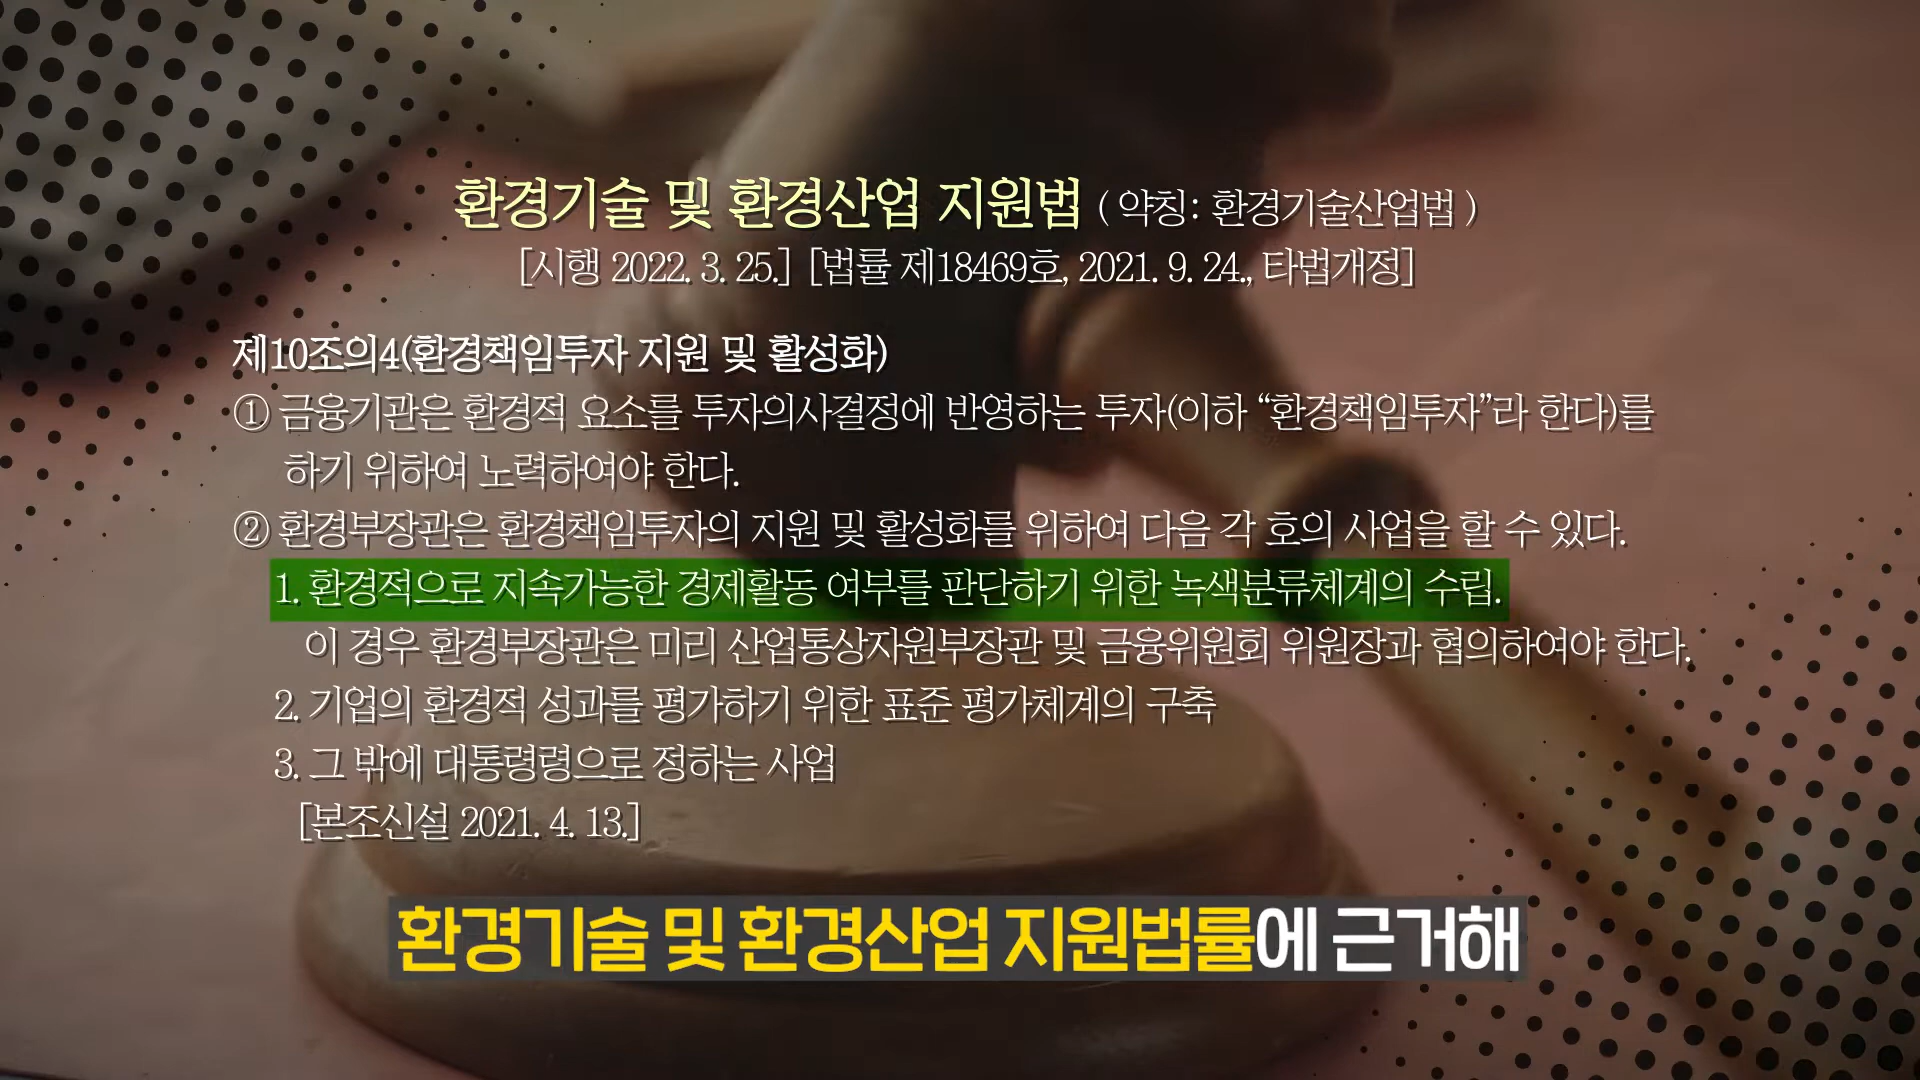 환경기술 및 환경산업 지원법 ( 약칭: 환경기술산업법 )
[시행 2022. 3. 25.] [법률 제18469호, 2021. 9. 24., 타법개정]
제10조의4(환경책임투자 지원 및 활성화)
① 금융기관은 환경적 요소를 투자의사결정에 반영하는 투자(이하 “환경책임투자”라 한다)를
하기 위하여 노력하여야 한다.
② 환경부장관은 환경책임투자의 지원 및 활성화를 위하여 다음 각 호의 사업을 할 수 있다.
1. 환경적으로 지속가능한 경제활동 여부를 판단하기 위한 녹색분류체계의 수립.
이 경우 환경부장관은 미리 산업통상자원부장관 및 금융위원회 위원장과 협의하여야 한다.
2. 기업의 환경적 성과를 평가하기 위한 표준 평가체계의 구축
3. 그 밖에 대통령령으로 정하는 사업
[본조신설 2021. 4. 13.]
환경기술 및 환경산업 지원법률에 근거해